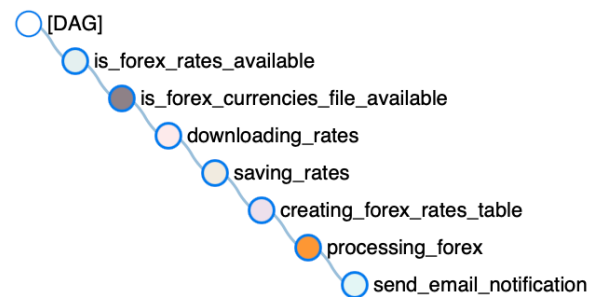 [DAG]
is_forex_rates_available
is_forex_currencies_file_available
downloading_rates
saving_rates
creating_forex_rates_table
processing_forex
send_email_notification